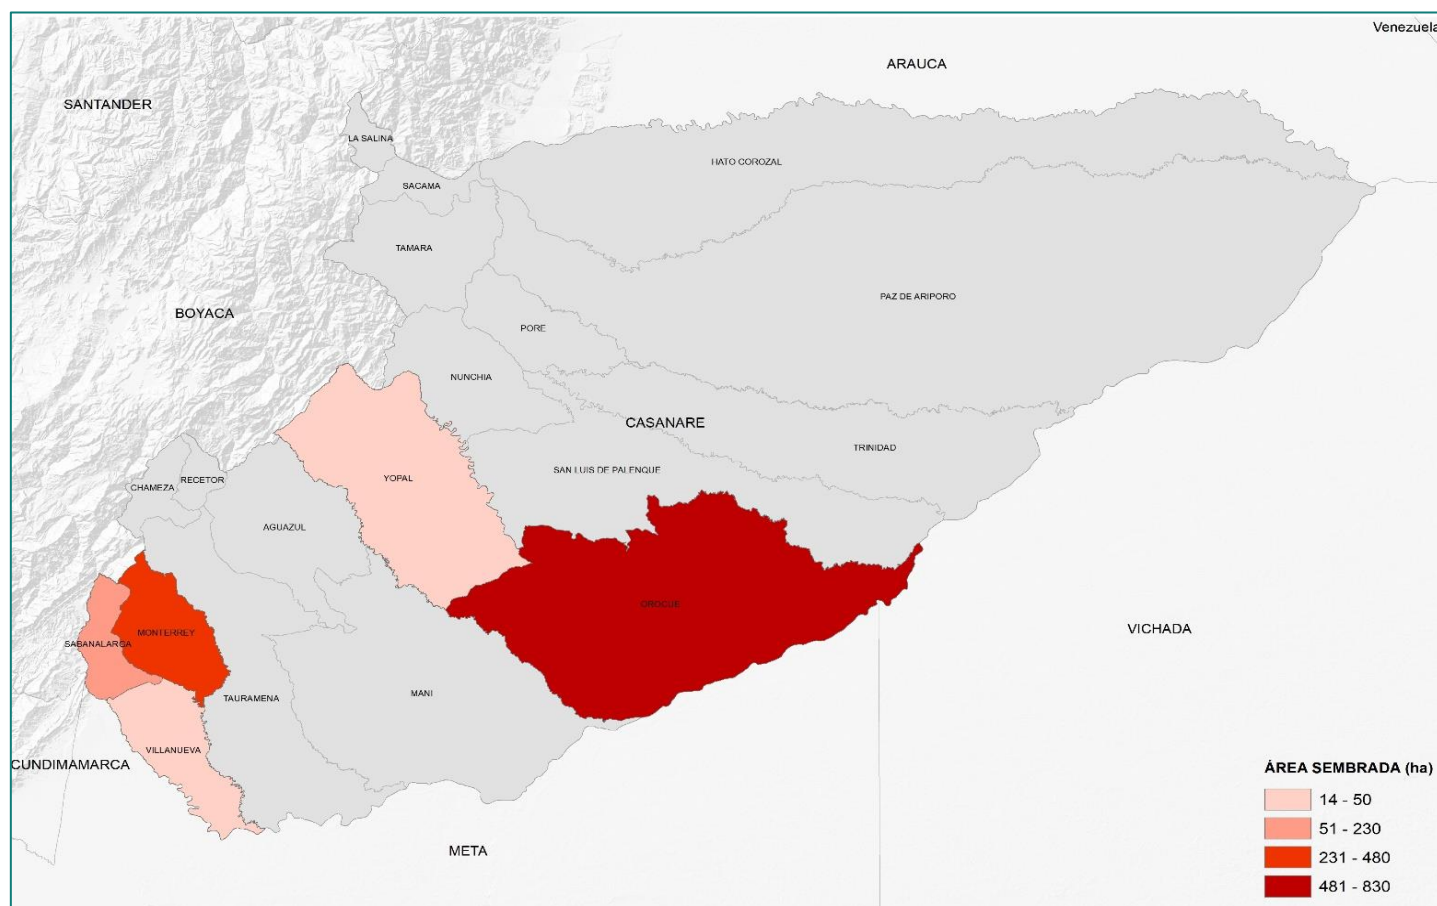 Venezuela
ARAUCA
SANTANDER
LA SALINA
HATO COROZAL
SACAMA
TAMARA
PAZ DE ARIPORO
BOYACA
PORE
NUNCHIA
CASANARE
TRINIDAD
SAN LUIS DE PALENQUE
YOPAL
RECETOR
CHAMEZA
AGUAZUL
OROCUE
VICHADA
MONTERREY
SABANALARGA
MANI
TAURAMENA
VILLANUEVA
CUNDIMAMARCA
META
ÁREA SEMBRADA (ha)
14 - 50
51 - 230
231 - 480
481 - 830